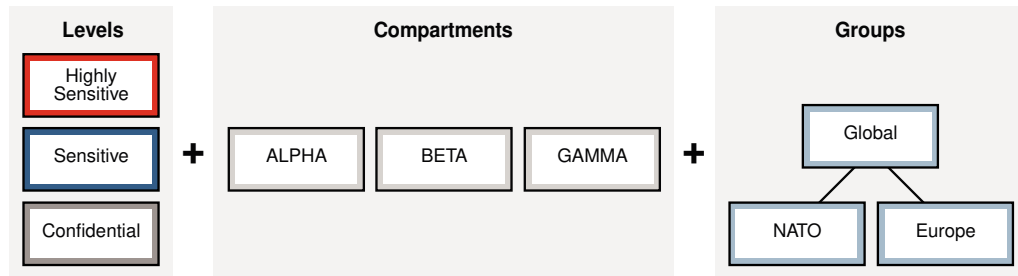 Levels
Highly
Sensitive
Sensitive
Confidential
+
Compartments
ALPHA
BETA
GAMMA
+
Groups
Global
NATO
Europe